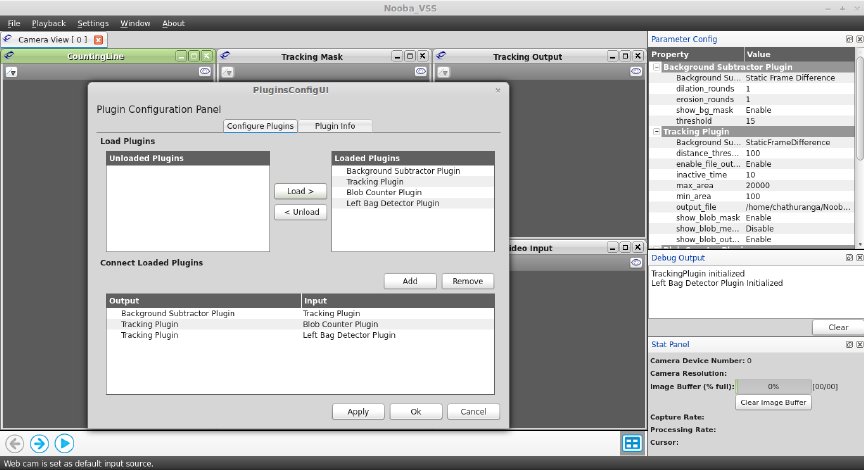 Nooba_VSS
File Playback Settings Window About
Camera View [ 0 ]
CountingLine
Tracking Mask
Tracking Output
PluginsConfigUI
Plugin Configuration Panel
Configure Plugins Plugin Info
Load Plugins
Unloaded Plugins
Load >
< Unload
Loaded Plugins
Background Subtractor Plugin
Tracking Plugin
Blob Counter Plugin
Left Bag Detector Plugin
Connect Loaded Plugins
Add Remove
Output Input
Background Subtractor Plugin Tracking Plugin
Tracking Plugin Blob Counter Plugin
Tracking Plugin Left Bag Detector Plugin
Apply Ok Cancel
ideo Input
Parameter Config
Property Value
Background Subtractor Plugin
Background Su... Static Frame Difference
dilation_rounds 1
erosion_rounds 1
show_bg_mask Enable
threshold 15
Tracking Plugin
Background Su... StaticFrameDifference
distance_thres... 100
enable_file_out... Enable
inactive_time 10
max_area 20000
min_area 100
output_file /home/chathuranga/Noob...
show_blob_mask Enable
show_blob_me... Disable
show_blob_out... Enable
Debug Output
TrackingPlugin initialized
Left Bag Detector Plugin Initialized
Clear
Stat Panel
Camera Device Number: 0
Camera Resolution:
Image Buffer (% full): 0% [00/00]
Clear Image Buffer
Capture Rate:
Processing Rate:
Cursor:
Web cam is set as default input source.